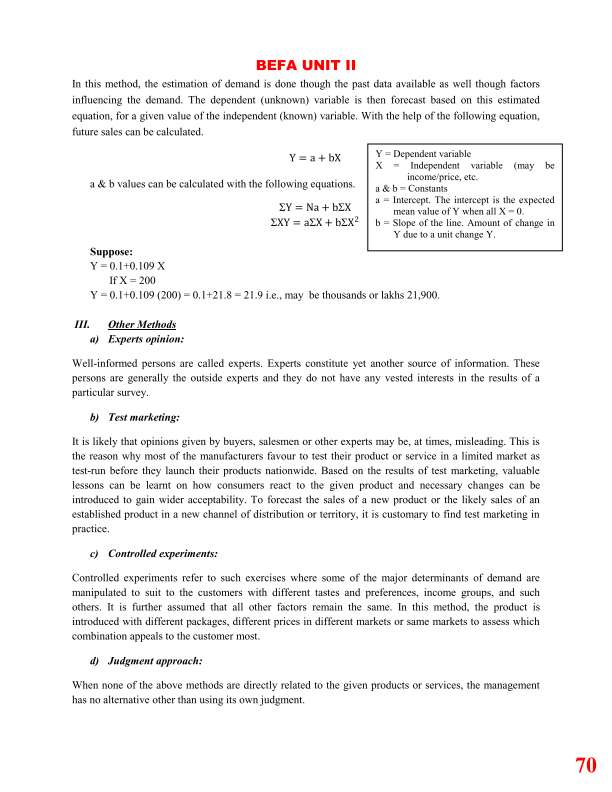 BEFA UNIT II
In this method, the estimation of demand is done though the past data available as well though factors
influencing the demand. The dependent (unknown) variable is then forecast based on this estimated
equation, for a given value of the independent (known) variable. With the help of the following equation,
future sales can be calculated.
Y = a + bX
a & b values can be calculated with the following equations.
ΣY = Na + bΣX
ΣXY = aΣX + bΣX²
Y = Dependent variable
X = Independent variable (may be
income/price, etc.
a & b = Constants
a = Intercept. The intercept is the expected
mean value of Y when all X = 0.
b = Slope of the line. Amount of change in
Y due to a unit change Y.
Suppose:
Y = 0.1+0.109 X
If X = 200
Y = 0.1+0.109 (200) = 0.1+21.8 = 21.9 i.e., may be thousands or lakhs 21,900.
III. Other Methods
a) Experts opinion:
Well-informed persons are called experts. Experts constitute yet another source of information. These
persons are generally the outside experts and they do not have any vested interests in the results of a
particular survey.
b) Test marketing:
It is likely that opinions given by buyers, salesmen or other experts may be, at times, misleading. This is
the reason why most of the manufacturers favour to test their product or service in a limited market as
test-run before they launch their products nationwide. Based on the results of test marketing, valuable
lessons can be learnt on how consumers react to the given product and necessary changes can be
introduced to gain wider acceptability. To forecast the sales of a new product or the likely sales of an
established product in a new channel of distribution or territory, it is customary to find test marketing in
practice.
c) Controlled experiments:
Controlled experiments refer to such exercises where some of the major determinants of demand are
manipulated to suit to the customers with different tastes and preferences, income groups, and such
others. It is further assumed that all other factors remain the same. In this method, the product is
introduced with different packages, different prices in different markets or same markets to assess which
combination appeals to the customer most.
d) Judgment approach:
When none of the above methods are directly related to the given products or services, the management
has no alternative other than using its own judgment.
70